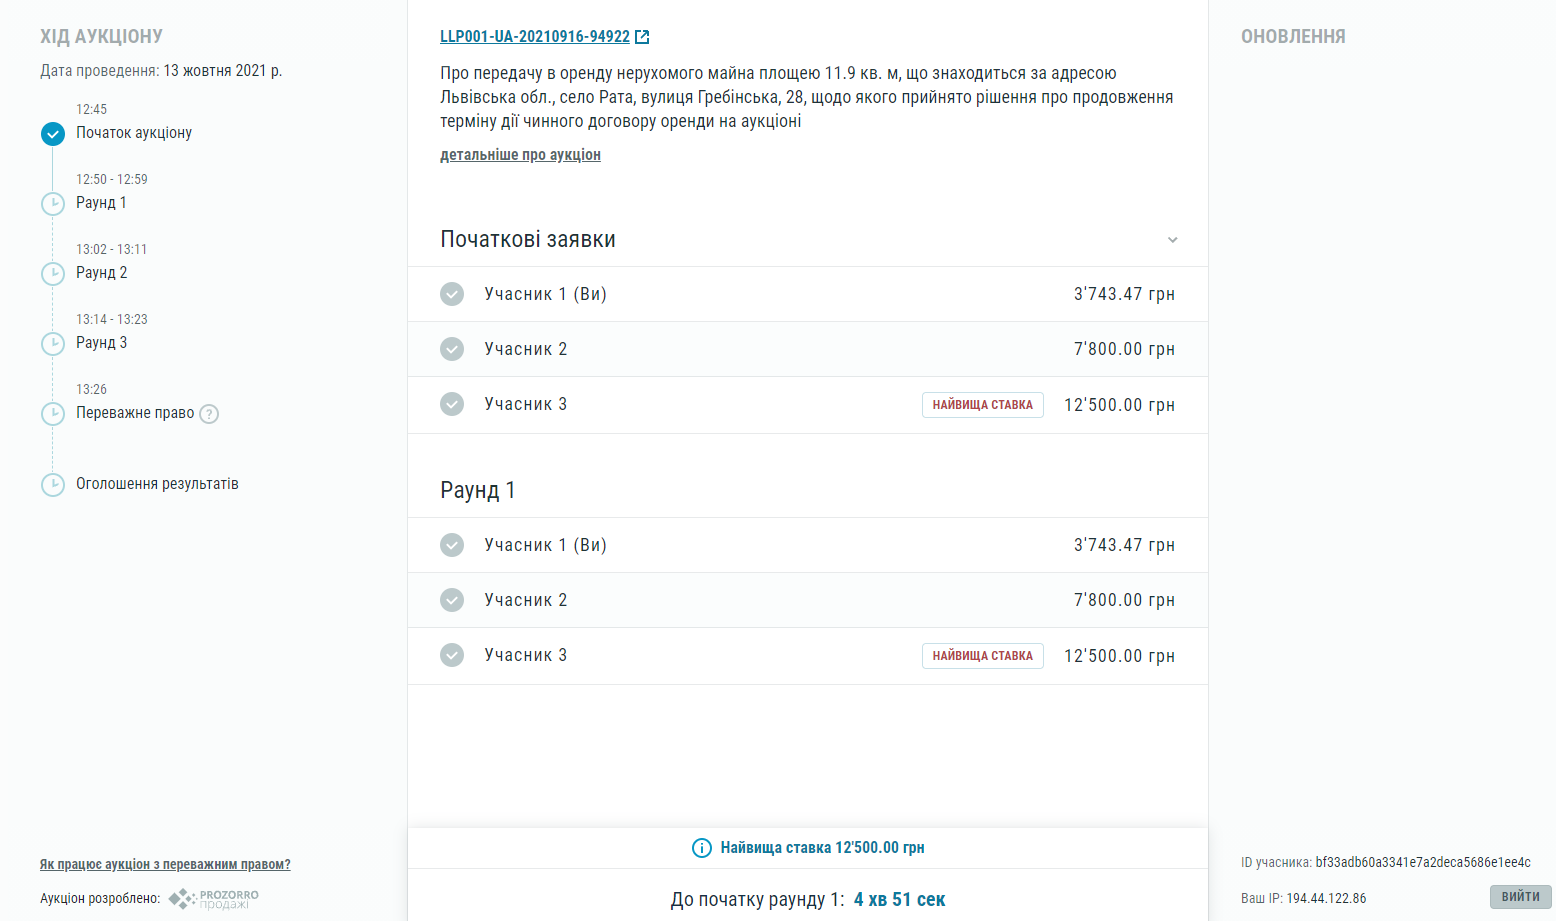 ХІД АУКЦІОНУ
Дата проведення: 13 жовтня 2021 р.
12:45
Початок аукціону
12:50 - 12:59
Раунд 1
13:02 - 13:11
Раунд 2
13:14 - 13:23
Раунд 3
13:26
Переважне право ?
Оголошення результатів
Як працює аукціон з переважним правом?
Аукціон розроблено: PROZORRO
продажі
LLP001-UA-20210916-94922
Про передачу в оренду нерухомого майна площею 11.9 кв. м, що знаходиться за адресою
Львівська обл., село Рата, вулиця Гребінська, 28, щодо якого прийнято рішення про продовження
терміну дії чинного договору оренди на аукціоні
детальніше про аукціон
Початкові заявки
Учасник 1 (Ви) 3'743.47 грн
Учасник 2 7'800.00 грн
Учасник 3 НАЙВИЩА СТАВКА 12'500.00 грн
Раунд 1
Учасник 1 (Ви) 3'743.47 грн
Учасник 2 7'800.00 грн
Учасник 3 НАЙВИЩА СТАВКА 12'500.00 грн
Найвища ставка 12'500.00 грн
До початку раунду 1: 4 хв 51 сек
ОНОВЛЕННЯ
ID учасника: bf33adb60a3341e7a2deca5686e1ee4c
Ваш IP: 194.44.122.86
ВИЙТИ